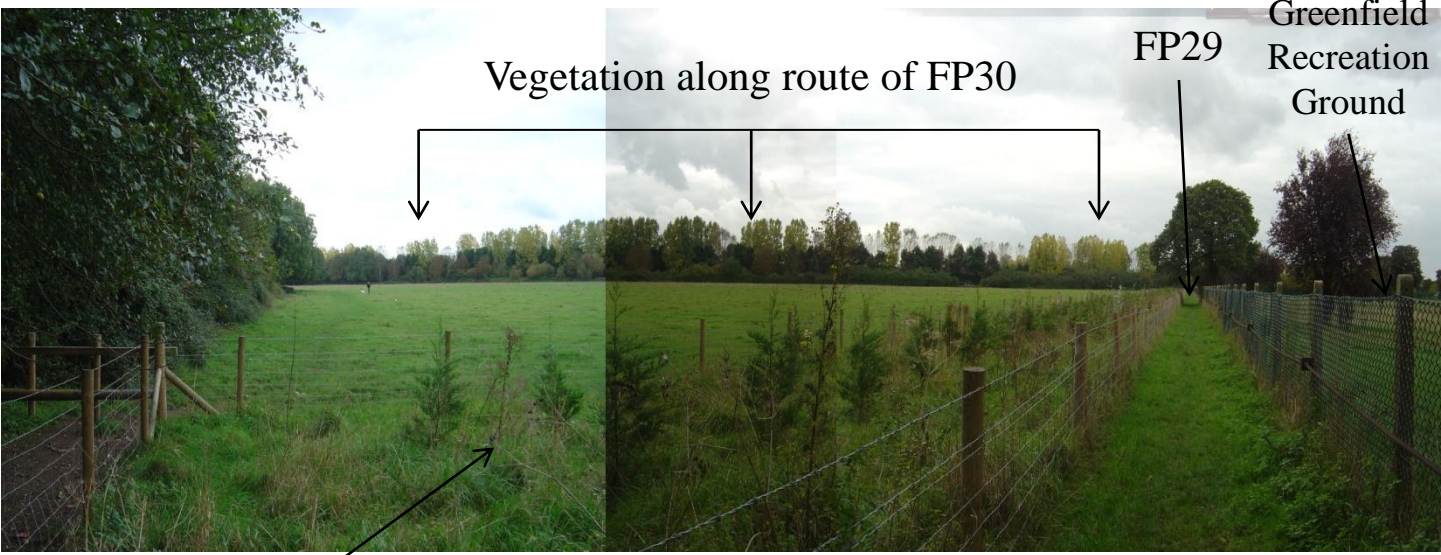 Vegetation along route of FP30
FP29
Greenfield
Recreation
Ground